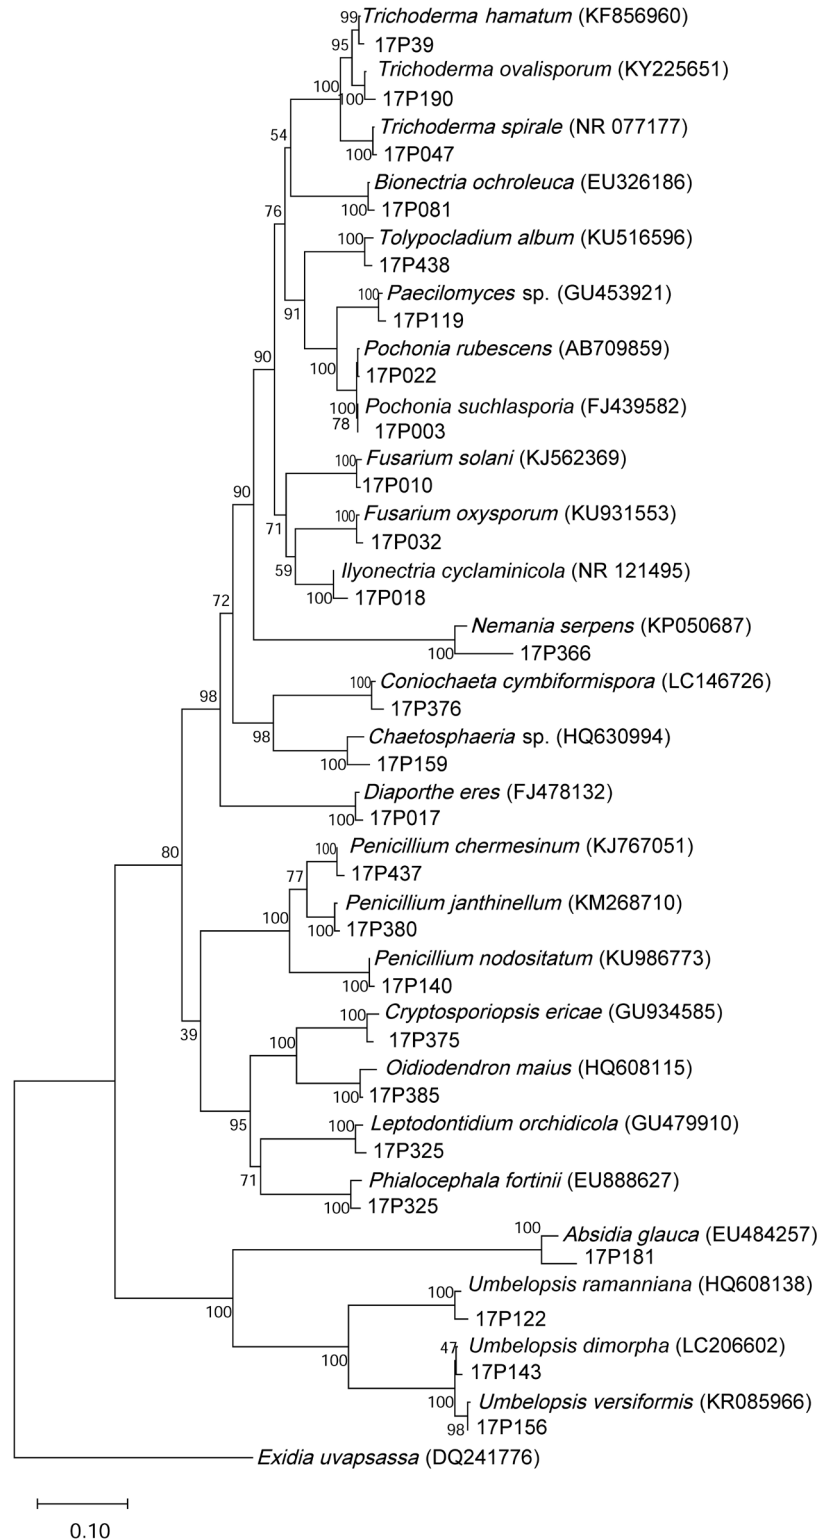 99 Trichoderma hamatum (KF856960)
95 17P39
Trichoderma ovalisporum (KY225651)
100 100 17P190
Trichoderma spirale (NR 077177)
54
100 17P047
Bionectria ochroleuca (EU326186)
76 100 17P081
100 Tolypocladium album (KU516596)
17P438
100 Paecilomyces sp. (GU453921)
91 17P119
Pochonia rubescens (AB709859)
90 100 17P022
100 Pochonia suchlasporia (FJ439582)
78 17P003
100 Fusarium solani (KJ562369)
90 17P010
100 Fusarium oxysporum (KU931553)
71 17P032
59 Ilyonectria cyclaminicola (NR 121495)
72 100 17P018
Nemania serpens (KP050687)
100 17P366
98 100 Coniochaeta cymbiformispora (LC146726)
17P376
98 Chaetosphaeria sp. (HQ630994)
100 17P159
Diaporthe eres (FJ478132)
100 17P017
80 100 Penicillium chermesinum (KJ767051)
77 17P437
Penicillium janthinellum (KM268710)
100 100 17P380
Penicillium nodositatum (KU986773)
100 17P140
100 Cryptosporiopsis ericae (GU934585)
39 100 17P375
Oidiodendron maius (HQ608115)
100 17P385
95 100 Leptodontidium orchidicola (GU479910)
17P325
71 Phialocephala fortinii (EU888627)
100 17P325
100 Absidia glauca (EU484257)
17P181
100 100 Umbelopsis ramanniana (HQ608138)
17P122
100 47 Umbelopsis dimorpha (LC206602)
17P143
100 Umbelopsis versiformis (KR085966)
98 17P156
Exidia uvapsassa (DQ241776)
0.10